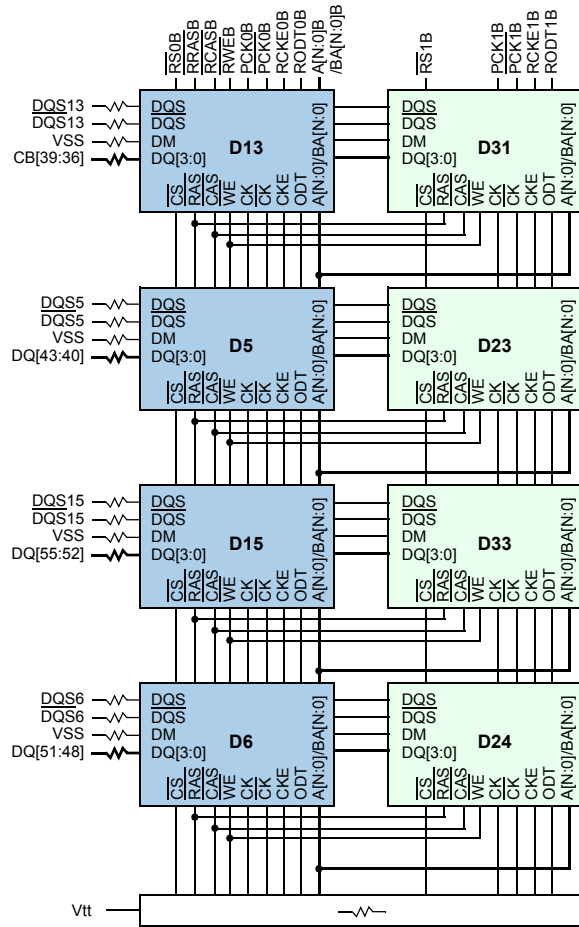 RS0B
RRASB
RCASB
RWEB
PCK0B
PCK0B
RCKE0B
RODT0B
A[N:0]B
/BA[N:0]B
RS1B
PCK1B
PCK1B
RCKE1B
RODT1B
DQS13
DQS13
VSS
CB[39:36]
DQS
DQS
DM
DQ[3:0]
D13
CS
RAS
CAS
WE
CK
CK
CKE
ODT
A[N:0]/BA[N:0]
DQS
DQS
DM
DQ[3:0]
D31
CS
RAS
CAS
WE
CK
CK
CKE
ODT
A[N:0]/BA[N:0]
DQS5
DQS5
VSS
DQ[43:40]
DQS
DQS
DM
DQ[3:0]
D5
CS
RAS
CAS
WE
CK
CK
CKE
ODT
A[N:0]/BA[N:0]
DQS
DQS
DM
DQ[3:0]
D23
CS
RAS
CAS
WE
CK
CK
CKE
ODT
A[N:0]/BA[N:0]
DQS15
DQS15
VSS
DQ[55:52]
DQS
DQS
DM
DQ[3:0]
D15
CS
RAS
CAS
WE
CK
CK
CKE
ODT
A[N:0]/BA[N:0]
DQS
DQS
DM
DQ[3:0]
D33
CS
RAS
CAS
WE
CK
CK
CKE
ODT
A[N:0]/BA[N:0]
DQS6
DQS6
VSS
DQ[51:48]
DQS
DQS
DM
DQ[3:0]
D6
CS
RAS
CAS
WE
CK
CK
CKE
ODT
A[N:0]/BA[N:0]
DQS
DQS
DM
DQ[3:0]
D24
CS
RAS
CAS
WE
CK
CK
CKE
ODT
A[N:0]/BA[N:0]
Vtt